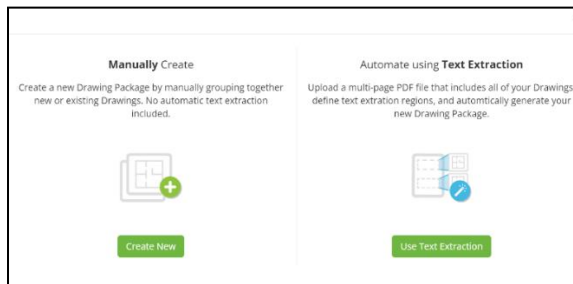 Manually Create
Create a new Drawing Package by manually grouping together
new or existing Drawings. No automatic text extraction
included.
Create New
Automate using Text Extraction
Upload a multi-page PDF file that includes all of your Drawings,
define text extration regions, and automtically generate your
new Drawing Package.
Use Text Extraction